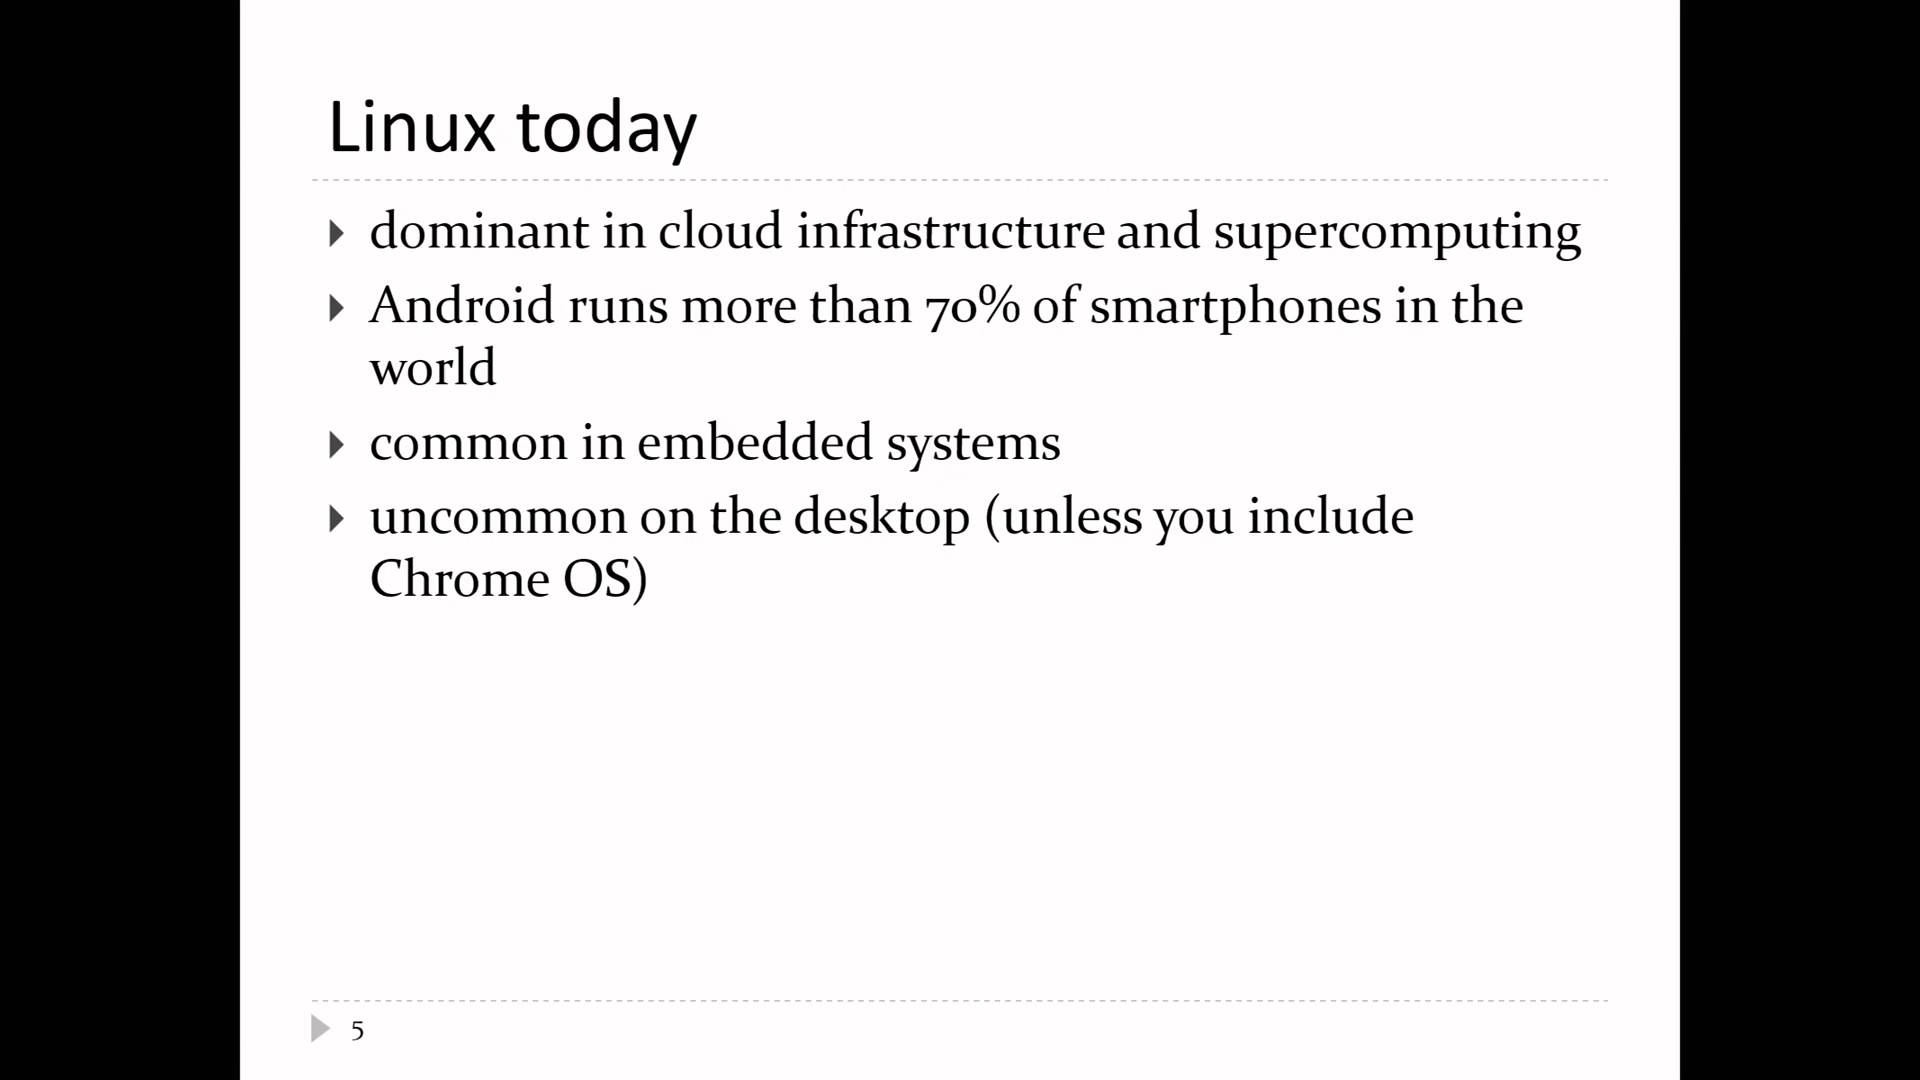 Linux today
dominant in cloud infrastructure and supercomputing
Android runs more than 70% of smartphones in the
world
common in embedded systems
uncommon on the desktop (unless you include
Chrome OS)
5